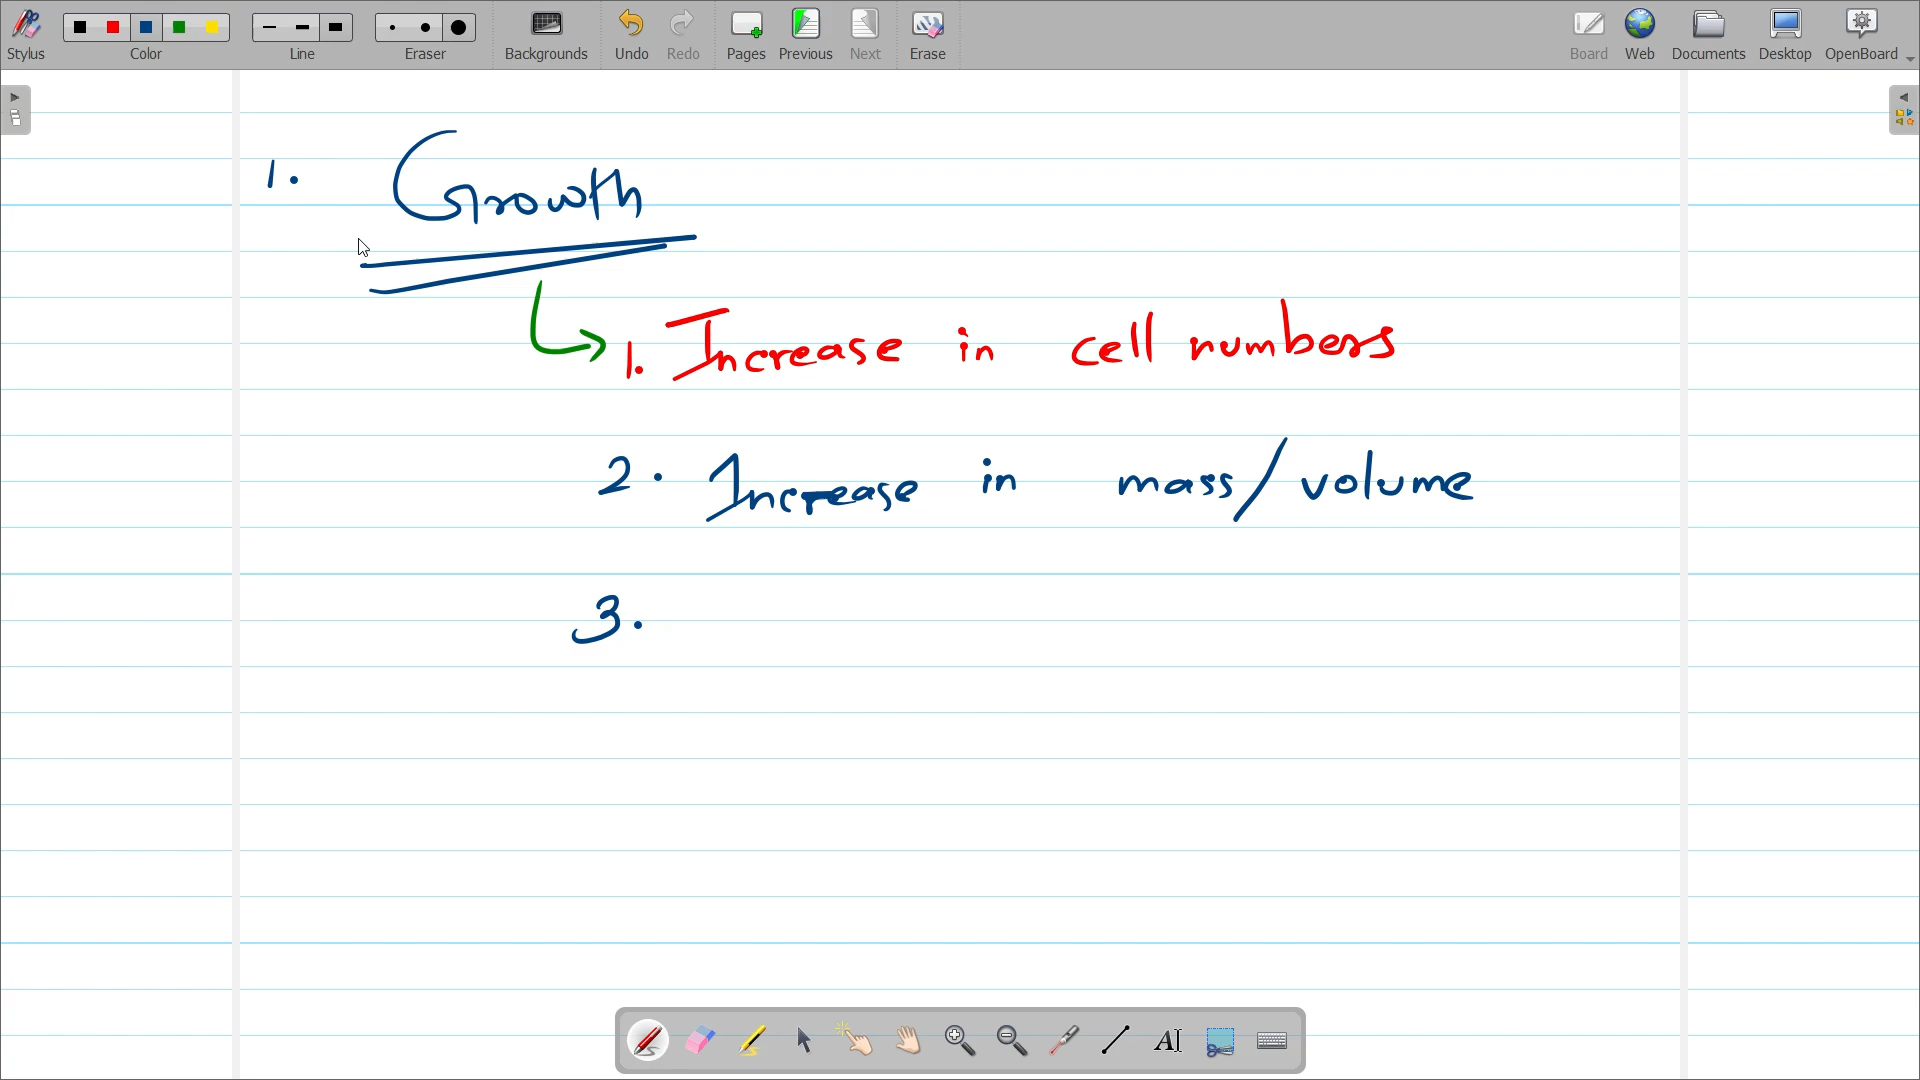 Stylus Color Line Eraser Backgrounds Undo Redo Pages Previous Next Erase Board Web Documents Desktop OpenBoard
1. Growth
1. Increase in cell numbers
2. Increase in mass/volume
3.